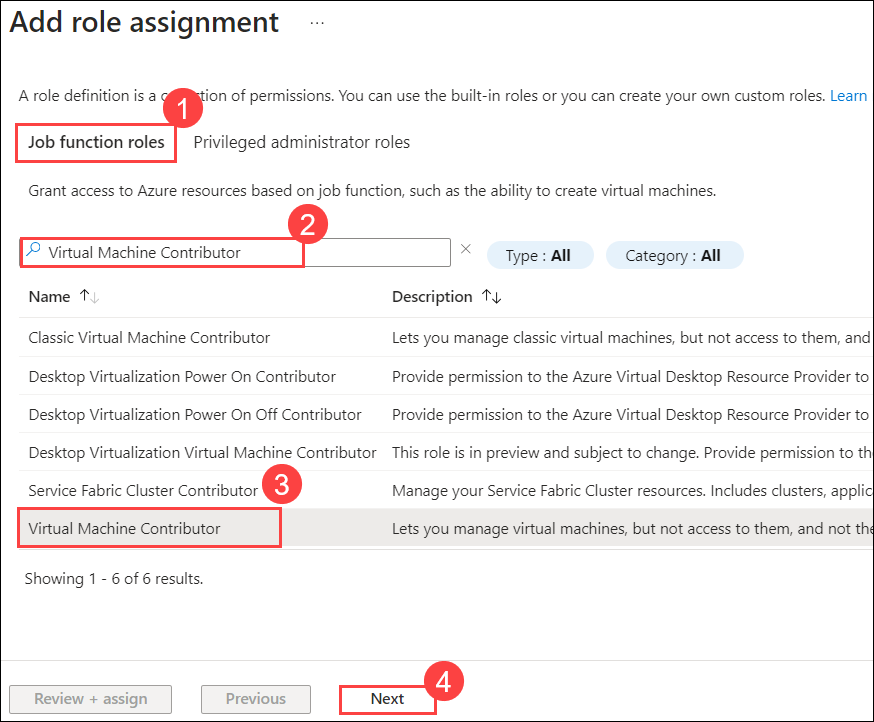 Add role assignment ...
A role definition is a collection of permissions. You can use the built-in roles or you can create your own custom roles. Learn
1
Job function roles Privileged administrator roles
Grant access to Azure resources based on job function, such as the ability to create virtual machines.
2
Virtual Machine Contributor × Type : All Category : All
Name ↑↓ Description ↑↓
Classic Virtual Machine Contributor Lets you manage classic virtual machines, but not access to them, and
Desktop Virtualization Power On Contributor Provide permission to the Azure Virtual Desktop Resource Provider to
Desktop Virtualization Power On Off Contributor Provide permission to the Azure Virtual Desktop Resource Provider to
Desktop Virtualization Virtual Machine Contributor This role is in preview and subject to change. Provide permission to the
Service Fabric Cluster Contributor 3 Manage your Service Fabric Cluster resources. Includes clusters, applic
Virtual Machine Contributor Lets you manage virtual machines, but not access to them, and not the
Showing 1 - 6 of 6 results.
4
Review + assign Previous Next